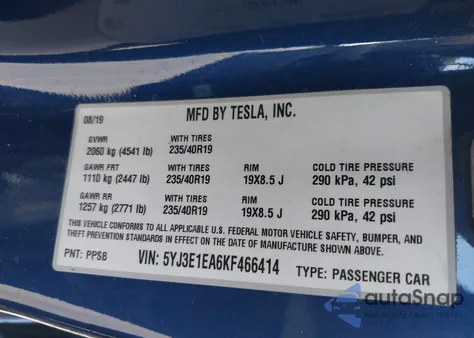 MFD BY TESLA, INC.
08/19
GVWR WITH TIRES
2060 kg (4541 lb) 235/40R19
GAWR FRT WITH TIRES RIM COLD TIRE PRESSURE
1110 kg (2447 lb) 235/40R19 19X8.5 J 290 kPa, 42 psi
GAWR RR WITH TIRES RIM COLD TIRE PRESSURE
1257 kg (2771 lb) 235/40R19 19X8.5 J 290 kPa, 42 psi
THIS VEHICLE CONFORMS TO ALL APPLICABLE U.S. FEDERAL MOTOR VEHICLE SAFETY, BUMPER, AND
THEFT PREVENTION STANDARDS IN EFFECT ON THE DATE OF MANUFACTURE SHOWN ABOVE.
PNT: PPSB VIN: 5YJ3E1EA6KF466414 TYPE: PASSENGER CAR
autoSnap